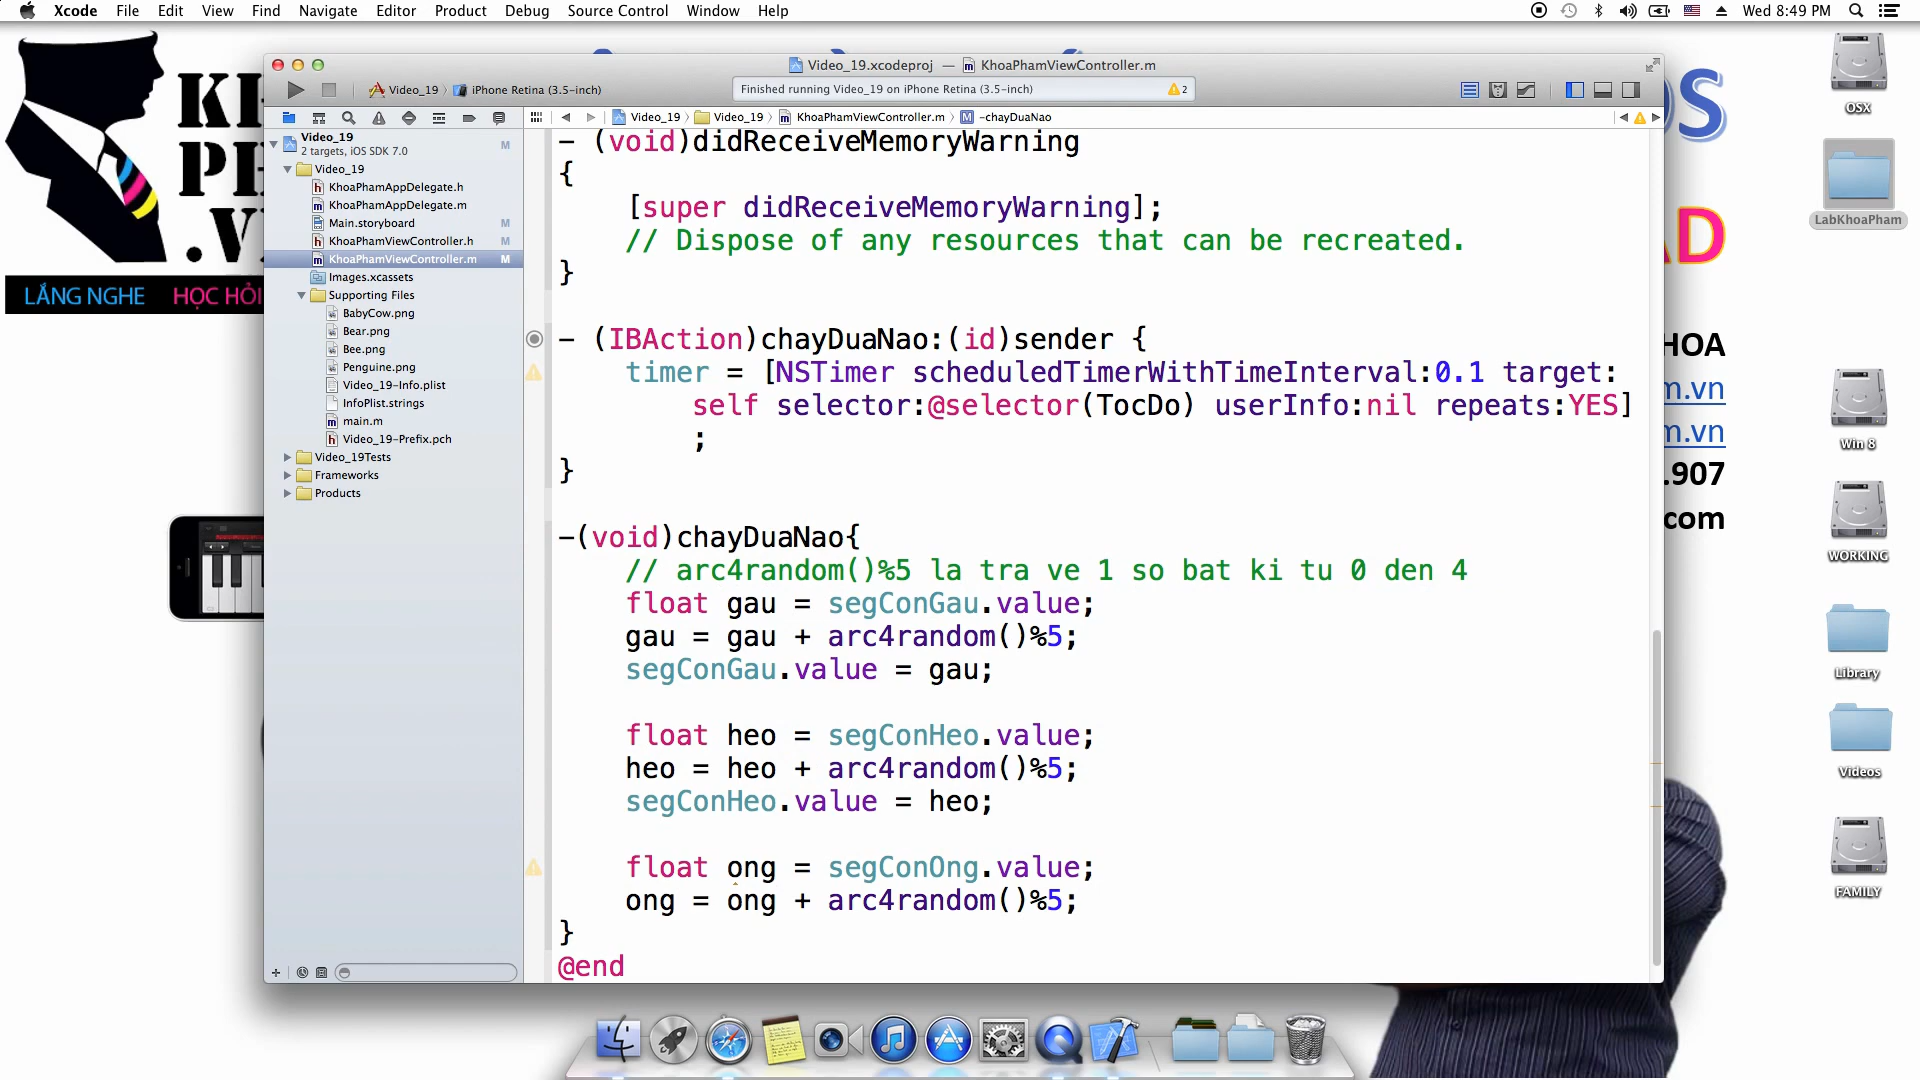 Xcode File Edit View Find Navigate Editor Product Debug Source Control Window Help
Wed 8:49 PM
Video_19.xcodeproj — KhoaPhamViewController.m
Video_19 iPhone Retina (3.5-inch)
Finished running Video_19 on iPhone Retina (3.5-inch) 2
Video_19 Video_19 KhoaPhamViewController.m -chayDuaNao
Video_19 M
2 targets, iOS SDK 7.0
Video_19
KhoaPhamAppDelegate.h
KhoaPhamAppDelegate.m
Main.storyboard M
KhoaPhamViewController.h M
KhoaPhamViewController.m M
Images.xcassets
Supporting Files
BabyCow.png
Bear.png
Bee.png
Penguine.png
Video_19-Info.plist
InfoPlist.strings
main.m
Video_19-Prefix.pch
Video_19Tests
Frameworks
Products
- (void)didReceiveMemoryWarning
{
[super didReceiveMemoryWarning];
// Dispose of any resources that can be recreated.
}
- (IBAction)chayDuaNao:(id)sender {
timer = [NSTimer scheduledTimerWithTimeInterval:0.1 target:
self selector:@selector(TocDo) userInfo:nil repeats:YES]
;
}
-(void)chayDuaNao{
// arc4random()%5 la tra ve 1 so bat ki tu 0 den 4
float gau = segConGau.value;
gau = gau + arc4random()%5;
segConGau.value = gau;
float heo = segConHeo.value;
heo = heo + arc4random()%5;
segConHeo.value = heo;
float ong = segConOng.value;
ong = ong + arc4random()%5;
}
@end
LẮNG NGHE HỌC HỎI
OSX
LabKhoaPham
Win 8
WORKING
Library
Videos
FAMILY
OS
AD
HOA
m.vn
m.vn
.907
com